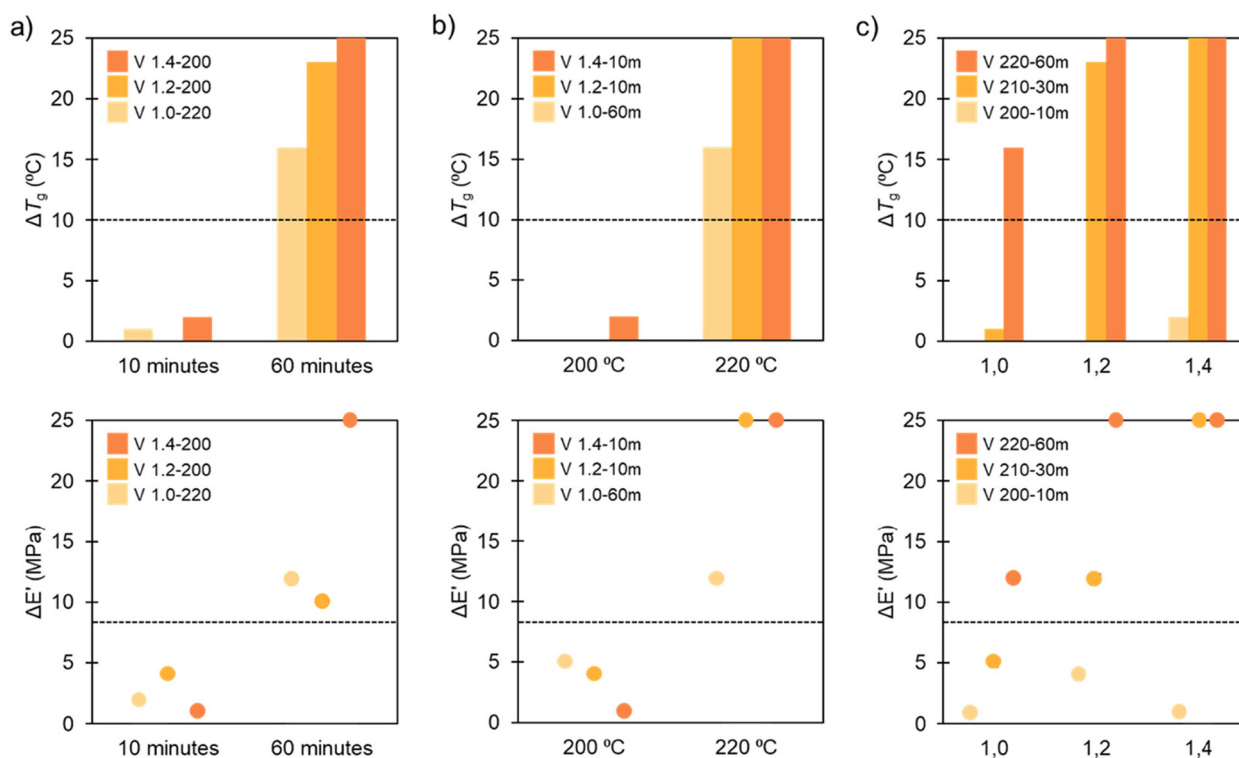 a)
25
20
15
10
5
0
ΔTg (ºC)
V 1.4-200
V 1.2-200
V 1.0-220
10 minutes
60 minutes
b)
25
20
15
10
5
0
ΔTg (ºC)
V 1.4-10m
V 1.2-10m
V 1.0-60m
200 ºC
220 ºC
c)
25
20
15
10
5
0
ΔTg (ºC)
V 220-60m
V 210-30m
V 200-10m
1,0
1,2
1,4
25
20
15
10
5
0
ΔE' (MPa)
V 1.4-200
V 1.2-200
V 1.0-220
10 minutes
60 minutes
25
20
15
10
5
0
ΔE' (MPa)
V 1.4-10m
V 1.2-10m
V 1.0-60m
200 ºC
220 ºC
25
20
15
10
5
0
ΔE' (MPa)
V 220-60m
V 210-30m
V 200-10m
1,0
1,2
1,4